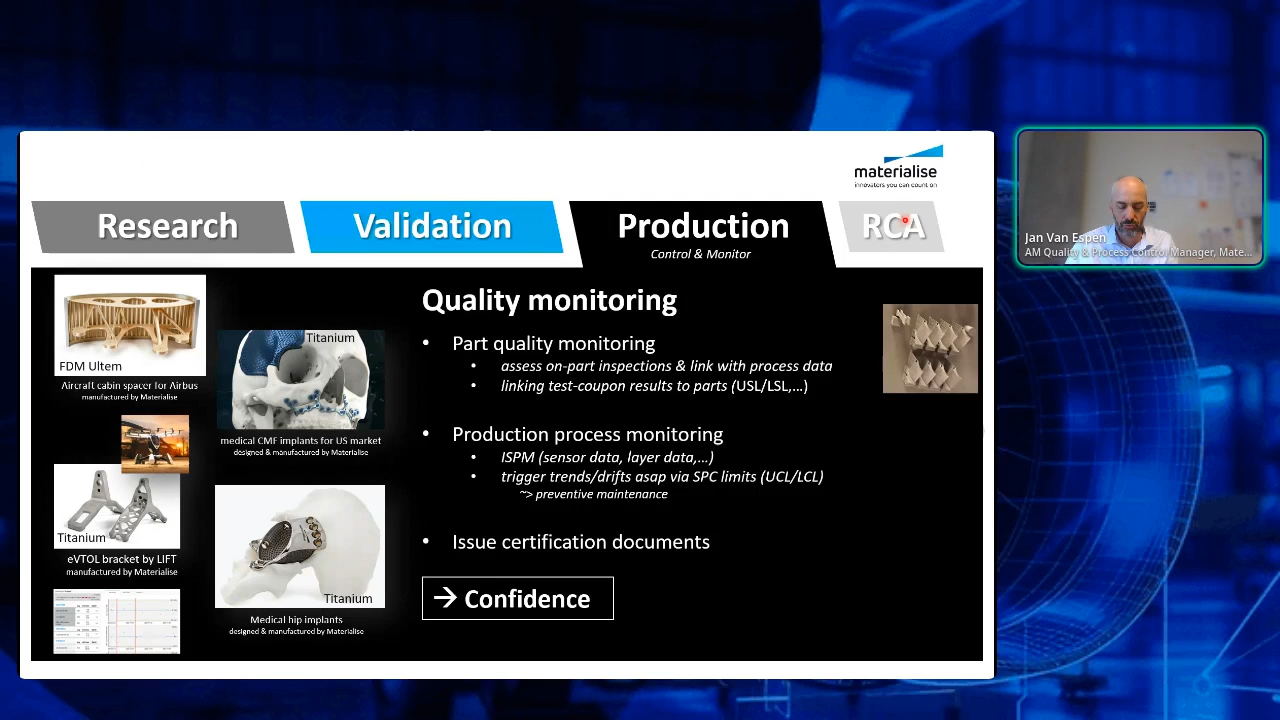 materialise
innovators you can count on
Research
Validation
Production
Control & Monitor
RCA
FDM Ultem
Aircraft cabin spacer for Airbus
manufactured by Materialise
Titanium
medical CMF implants for US market
designed & manufactured by Materialise
Titanium
eVTOL bracket by LIFT
manufactured by Materialise
Titanium
Medical hip implants
designed & manufactured by Materialise
Quality monitoring
• Part quality monitoring
• assess on-part inspections & link with process data
• linking test-coupon results to parts (USL/LSL,...)
• Production process monitoring
• ISPM (sensor data, layer data,...)
• trigger trends/drifts asap via SPC limits (UCL/LCL)
~> preventive maintenance
• Issue certification documents
→ Confidence
Jan Van Espen
AM Quality & Process Control Manager, Mate...